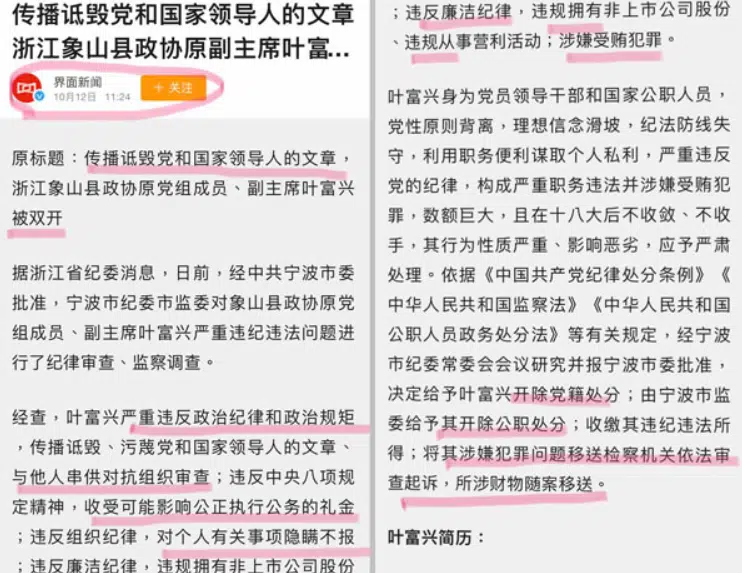 传播诋毁党和国家领导人的文章
浙江象山县政协原副主席叶富兴...
界面新闻
10月12日 11:24
+ 关注
原标题：传播诋毁党和国家领导人的文章，
浙江象山县政协原党组成员、副主席叶富兴
被双开
据浙江省纪委消息，日前，经中共宁波市委
批准，宁波市纪委市监委对象山县政协原党
组成员、副主席叶富兴严重违纪违法问题进
行了纪律审查、监察调查。
经查，叶富兴严重违反政治纪律和政治规矩
，传播诋毁、污蔑党和国家领导人的文章、
与他人串供对抗组织审查；违反中央八项规
定精神，收受可能影响公正执行公务的礼金
；违反组织纪律，对个人有关事项隐瞒不报
；违反廉洁纪律，违规拥有非上市公司股份
；违反廉洁纪律，违规拥有非上市公司股份
、违规从事营利活动；涉嫌受贿犯罪。
叶富兴身为党员领导干部和国家公职人员，
党性原则背离，理想信念滑坡，纪法防线失
守，利用职务便利谋取个人私利，严重违反
党的纪律，构成严重职务违法并涉嫌受贿犯
罪，数额巨大，且在十八大后不收敛、不收
手，其行为性质严重、影响恶劣，应予严肃
处理。依据《中国共产党纪律处分条例》《
中华人民共和国监察法》《中华人民共和国
公职人员政务处分法》等有关规定，经宁波
市纪委常委会会议研究并报宁波市委批准，
决定给予叶富兴开除党籍处分；由宁波市监
委给予其开除公职处分；收缴其违纪违法所
得；将其涉嫌犯罪问题移送检察机关依法审
查起诉，所涉财物随案移送。
叶富兴简历：